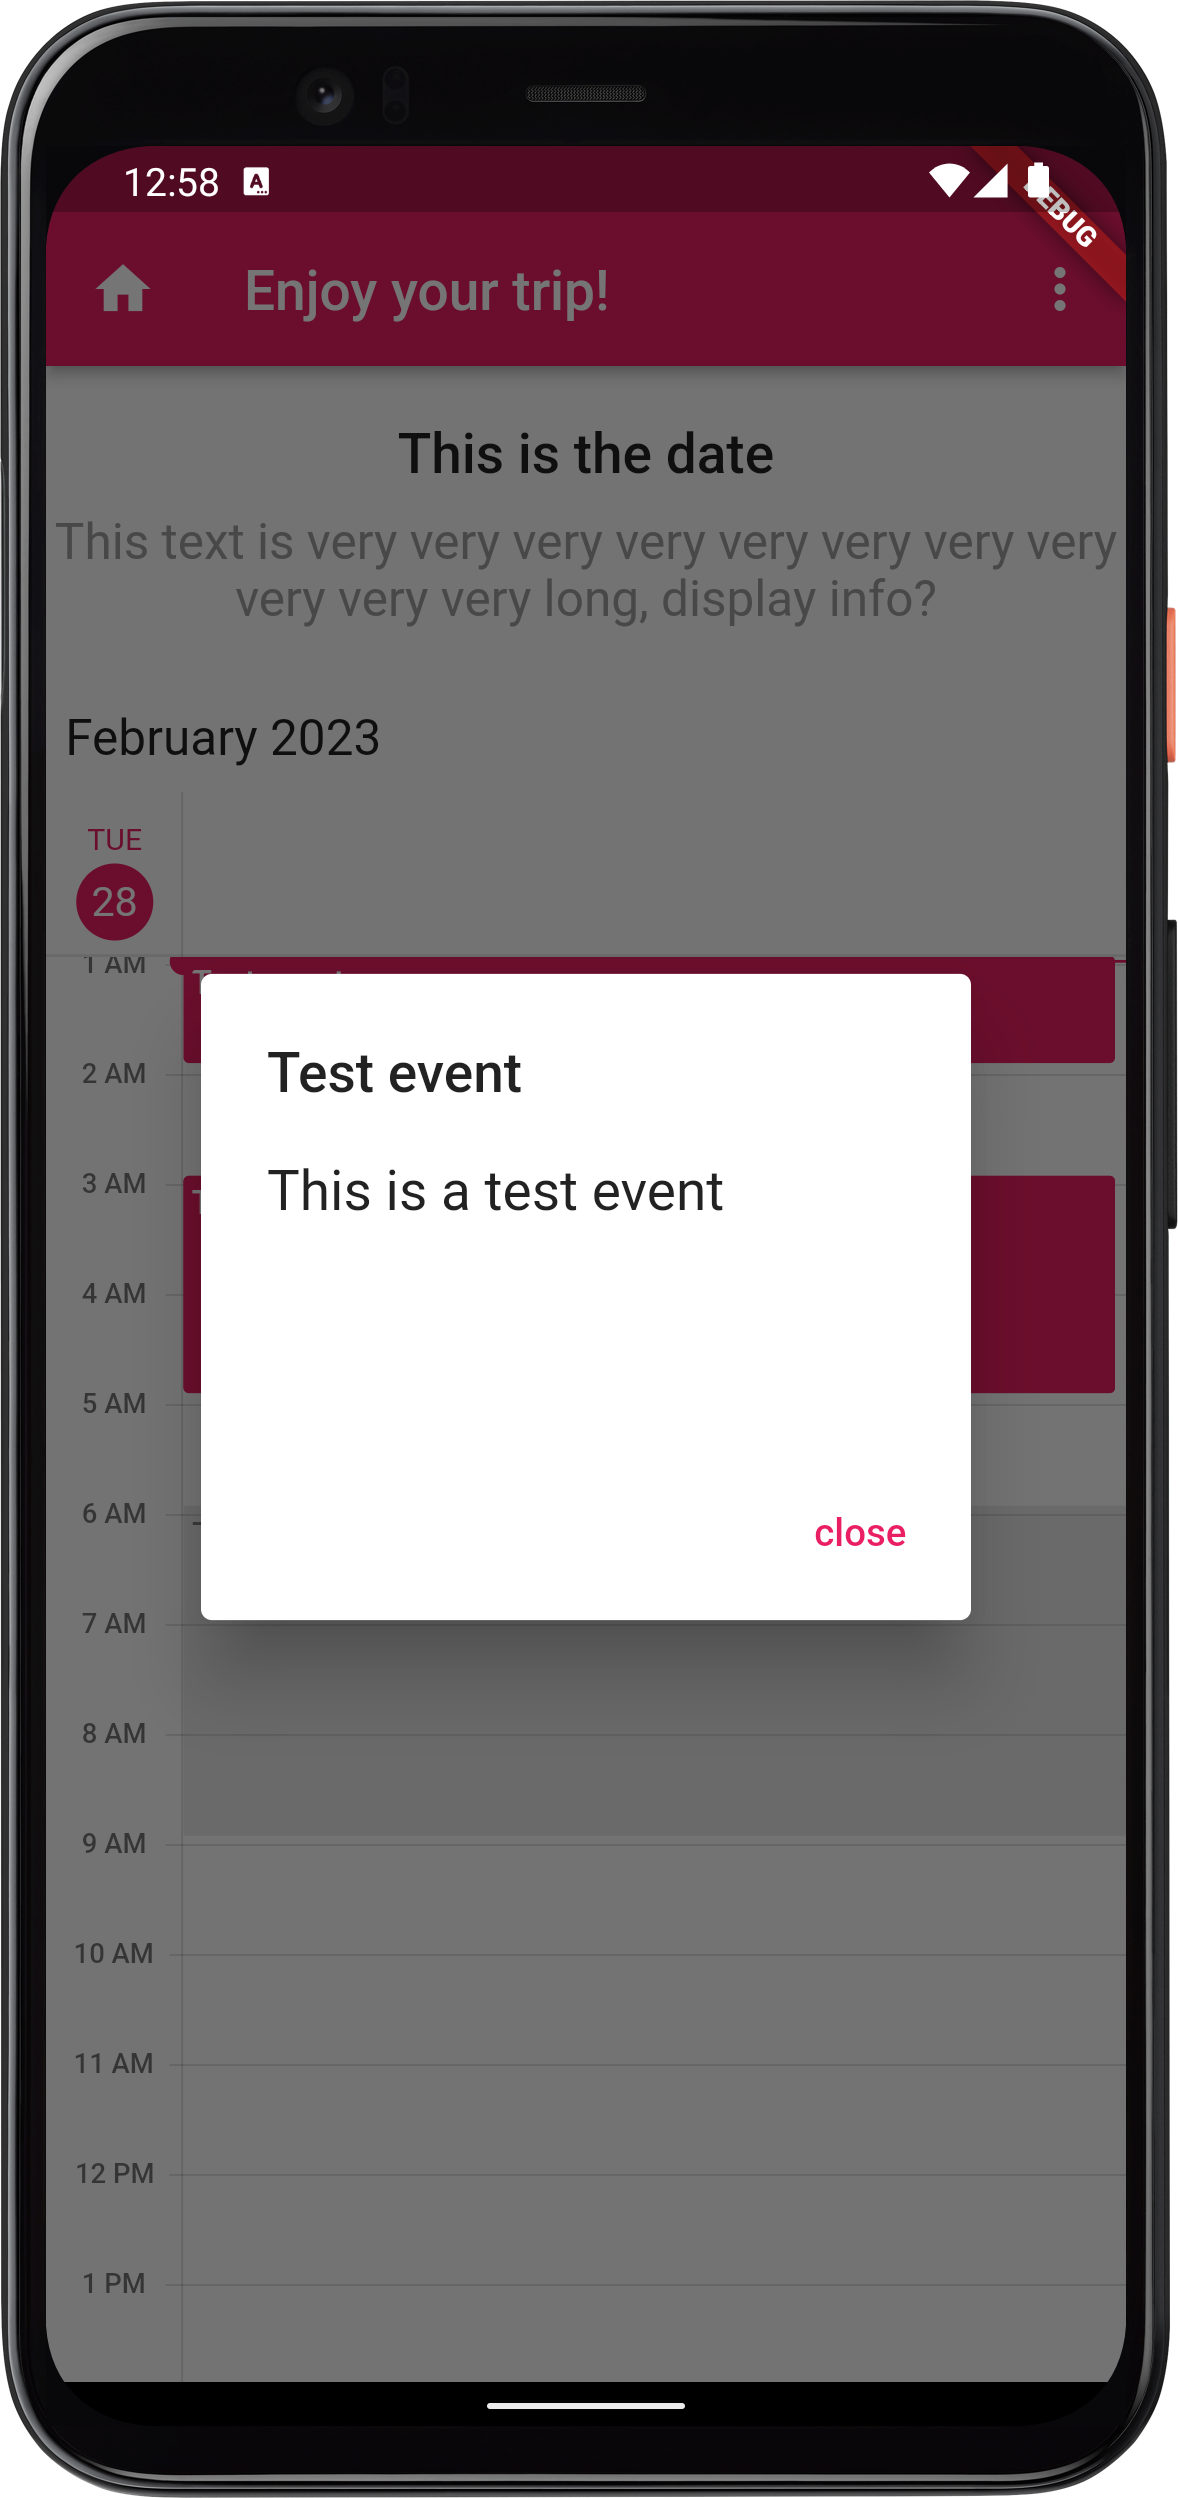 12:58
DEBUG
Enjoy your trip!
This is the date
This text is very very very very very very very very
very very very long, display info?
February 2023
TUE
28
1 AM
2 AM
Test event
3 AM
This is a test event
4 AM
5 AM
6 AM
close
7 AM
8 AM
9 AM
10 AM
11 AM
12 PM
1 PM